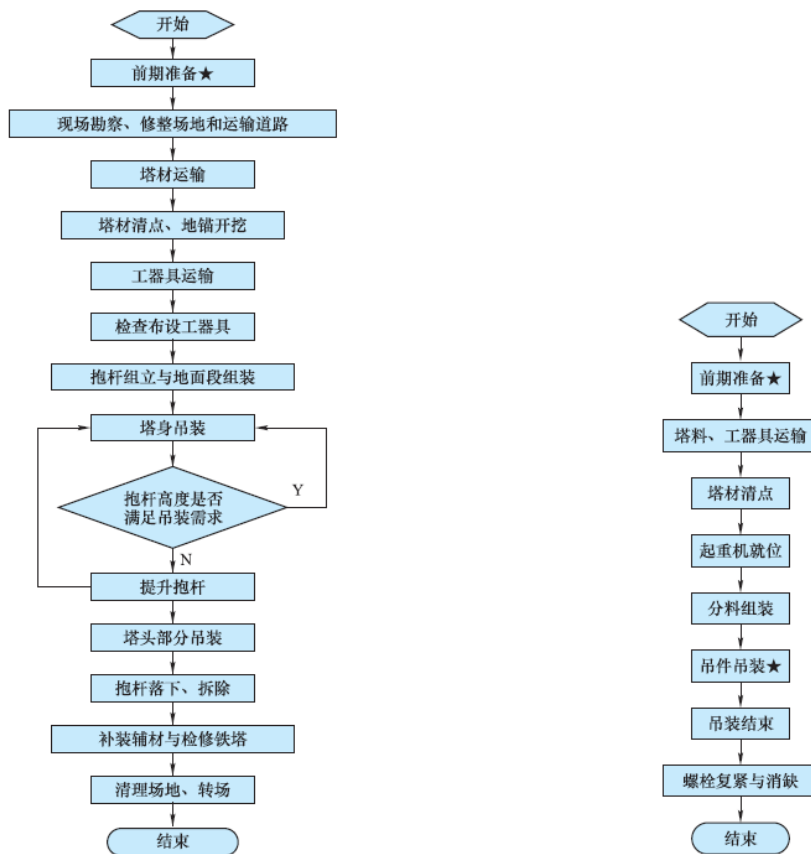 开始
前期准备★
现场勘察、修整场地和运输道路
塔材运输
塔材清点、地锚开挖
工器具运输
检查布设工器具
抱杆组立与地面段组装
塔身吊装
抱杆高度是否
满足吊装需求
Y
N
提升抱杆
塔头部分吊装
抱杆落下、拆除
补装辅材与检修铁塔
清理场地、转场
结束
开始
前期准备★
塔料、工器具运输
塔材清点
起重机就位
分料组装
吊件吊装★
吊装结束
螺栓复紧与消缺
结束